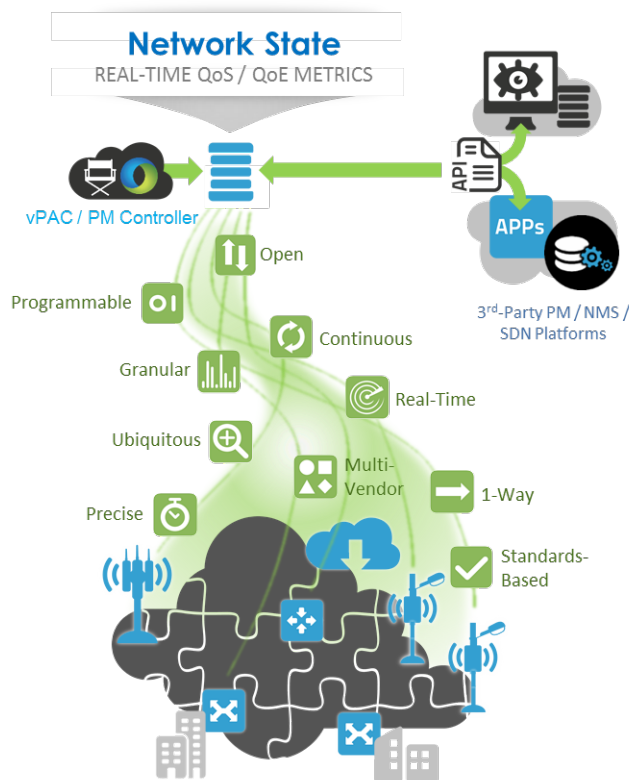 Network State
REAL-TIME QoS / QoE METRICS
API
vPAC / PM Controller
APPs
Open
Programmable
3rd-Party PM / NMS /
SDN Platforms
Continuous
Granular
Real-Time
Ubiquitous
Multi-
Vendor
1-Way
Precise
Standards-
Based